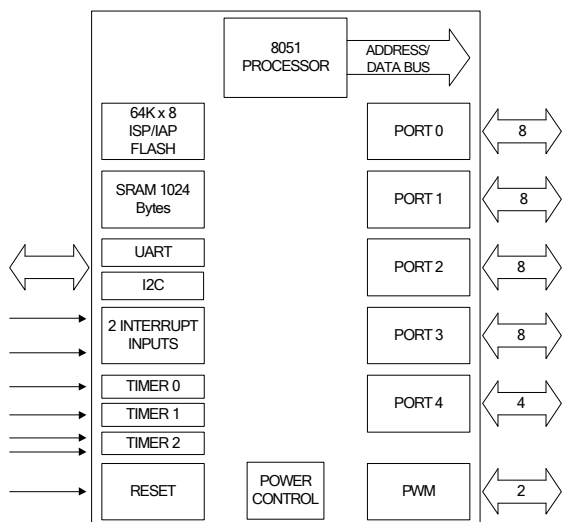 8051
PROCESSOR
ADDRESS/
DATA BUS
64K x 8
ISP/IAP
FLASH
PORT 0
8
SRAM 1024
Bytes
PORT 1
8
UART
I2C
PORT 2
8
2 INTERRUPT
INPUTS
PORT 3
8
TIMER 0
TIMER 1
TIMER 2
PORT 4
4
RESET
POWER
CONTROL
PWM
2